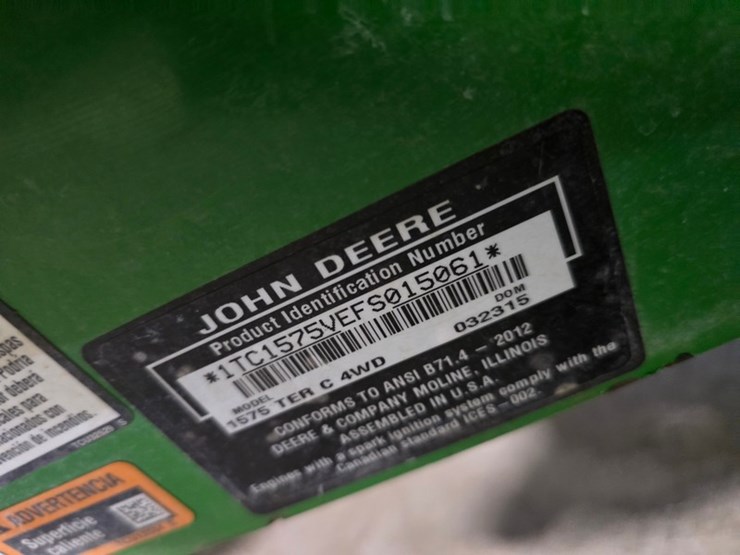 JOHN DEERE
Product Identification Number
*1TC1575VEFS015061*
MODEL DOM
1575 TER C 4WD 032315
CONFORMS TO ANSI B71.4 – 2012
DEERE & COMPANY MOLINE, ILLINOIS
ASSEMBLED IN U.S.A.
Engines with a spark ignition system comply with the
Canadian Standard ICES-002.
ADVERTENCIA
Superficie
caliente